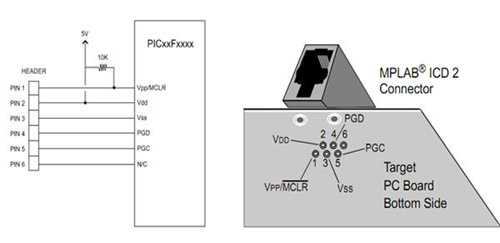 5V
PICxxFxxxx
10K
HEADER
PIN 1
Vpp/MCLR
PIN 2
Vdd
PIN 3
Vss
PIN 4
PGD
PIN 5
PGC
PIN 6
N/C
MPLAB® ICD 2
Connector
PGD
VDD
2 4 6
PGC
1 3 5
VPP/MCLR
VSS
Target
PC Board
Bottom Side